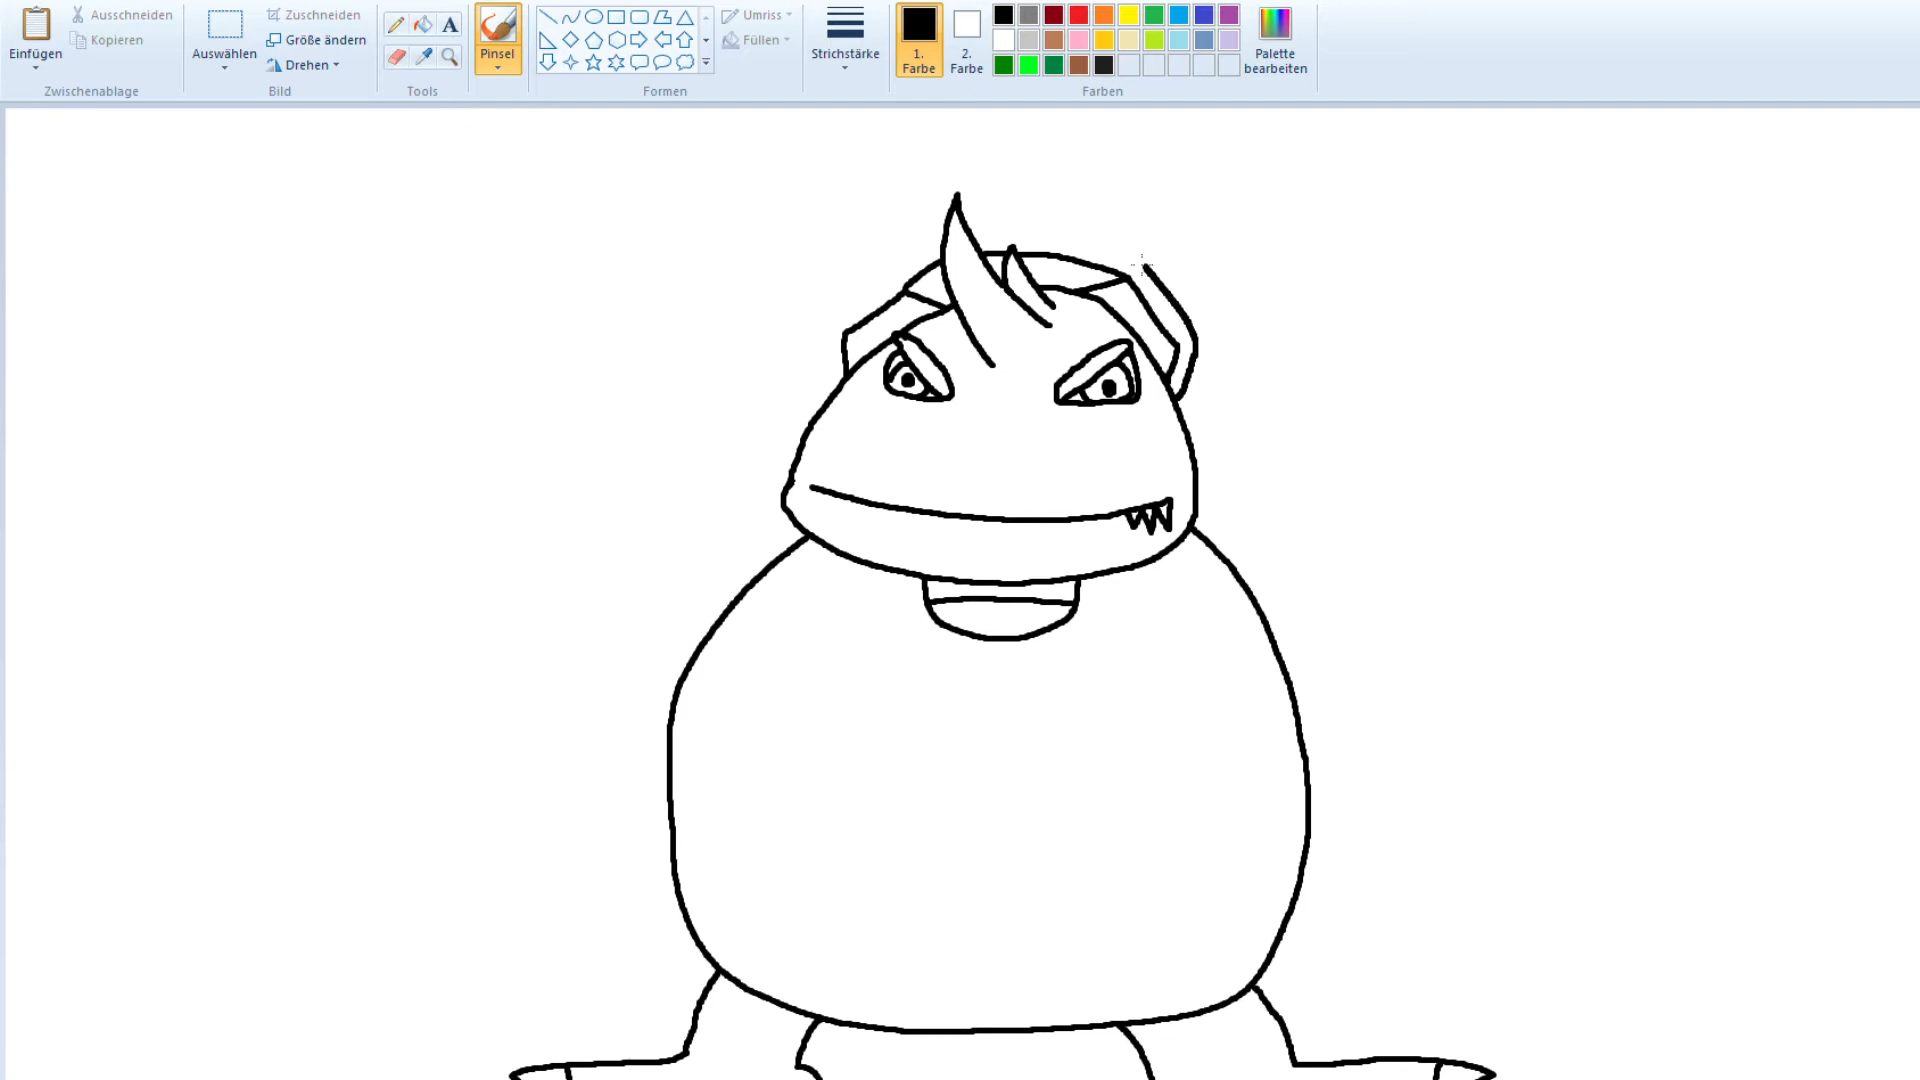 Einfügen
Ausschneiden
Kopieren
Zwischenablage
Auswählen
Zuschneiden
Größe ändern
Drehen
Bild
A
Tools
Pinsel
Formen
Umriss
Füllen
Strichstärke
1.
Farbe
2.
Farbe
Palette
bearbeiten
Farben